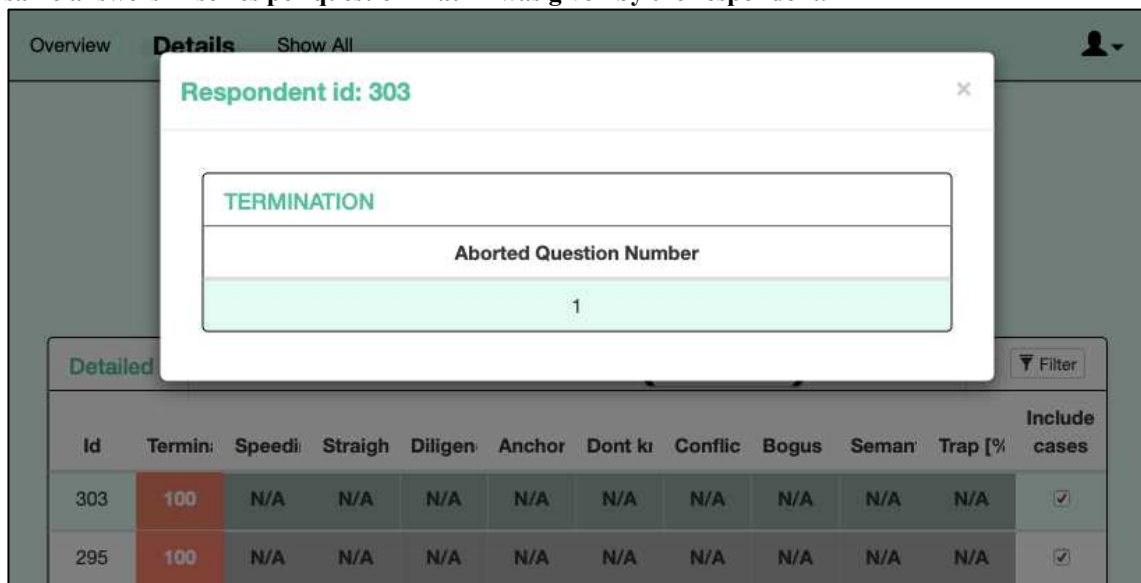 Overview Details Show All
Respondent id: 303 ×
TERMINATION
Aborted Question Number
1
Detailed Filter
Id Termin Speedi Straigh Diligen Anchor Dont kr Conflic Bogus Seman Trap [% Include cases
303 100 N/A N/A N/A N/A N/A N/A N/A N/A N/A
295 100 N/A N/A N/A N/A N/A N/A N/A N/A N/A